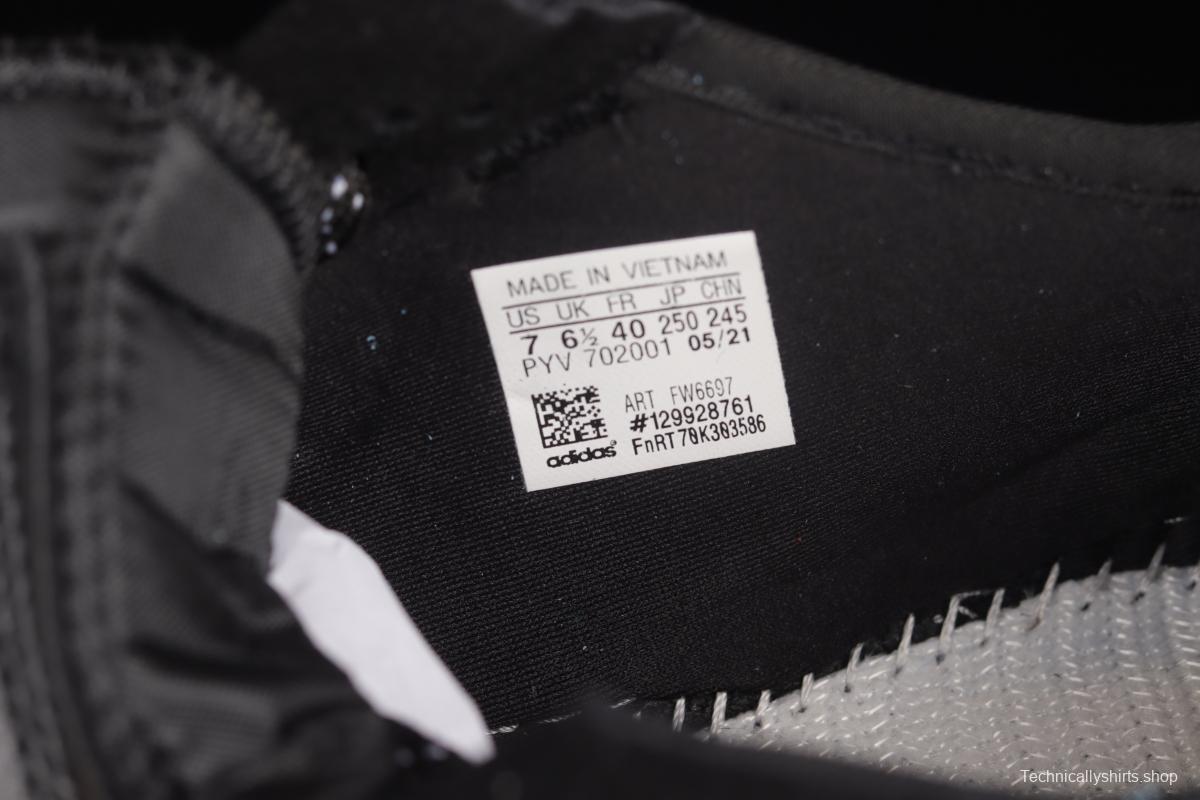 MADE IN VIETNAM
US UK FR JP CHN
7 6½ 40 250 245
PYV 702001 05/21
ART FW6697
#129928761
FnRT70K303586
adidas
Technicallyshirts.shop